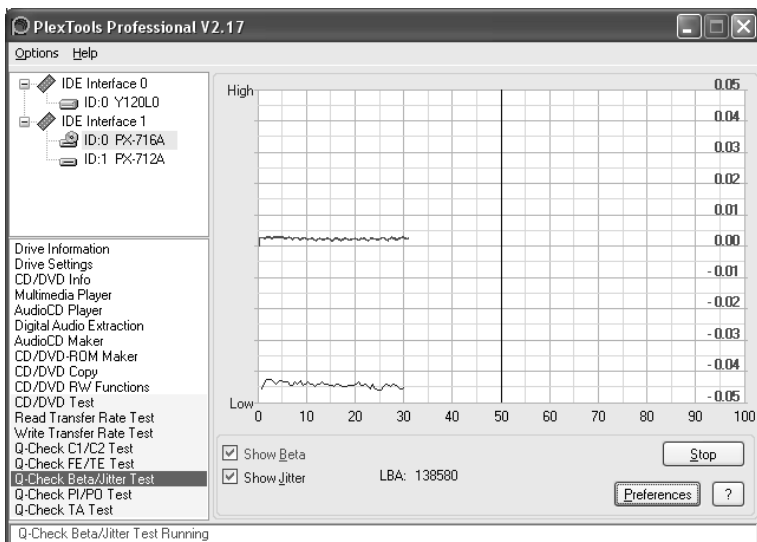 PlexTools Professional V2.17
Options Help
IDE Interface 0
ID:0 Y120L0
IDE Interface 1
ID:0 PX-716A
ID:1 PX-712A
Drive Information
Drive Settings
CD/DVD Info
Multimedia Player
AudioCD Player
Digital Audio Extraction
AudioCD Maker
CD/DVD-ROM Maker
CD/DVD Copy
CD/DVD RW Functions
CD/DVD Test
Read Transfer Rate Test
Write Transfer Rate Test
Q-Check C1/C2 Test
Q-Check FE/TE Test
Q-Check Beta/Jitter Test
Q-Check PI/PO Test
Q-Check TA Test
High
0.05
0.04
0.03
0.02
0.01
0.00
- 0.01
- 0.02
- 0.03
- 0.04
- 0.05
Low
0 10 20 30 40 50 60 70 80 90 100
Show Beta
Show Jitter
LBA: 138580
Stop
Preferences
?
Q-Check Beta/Jitter Test Running